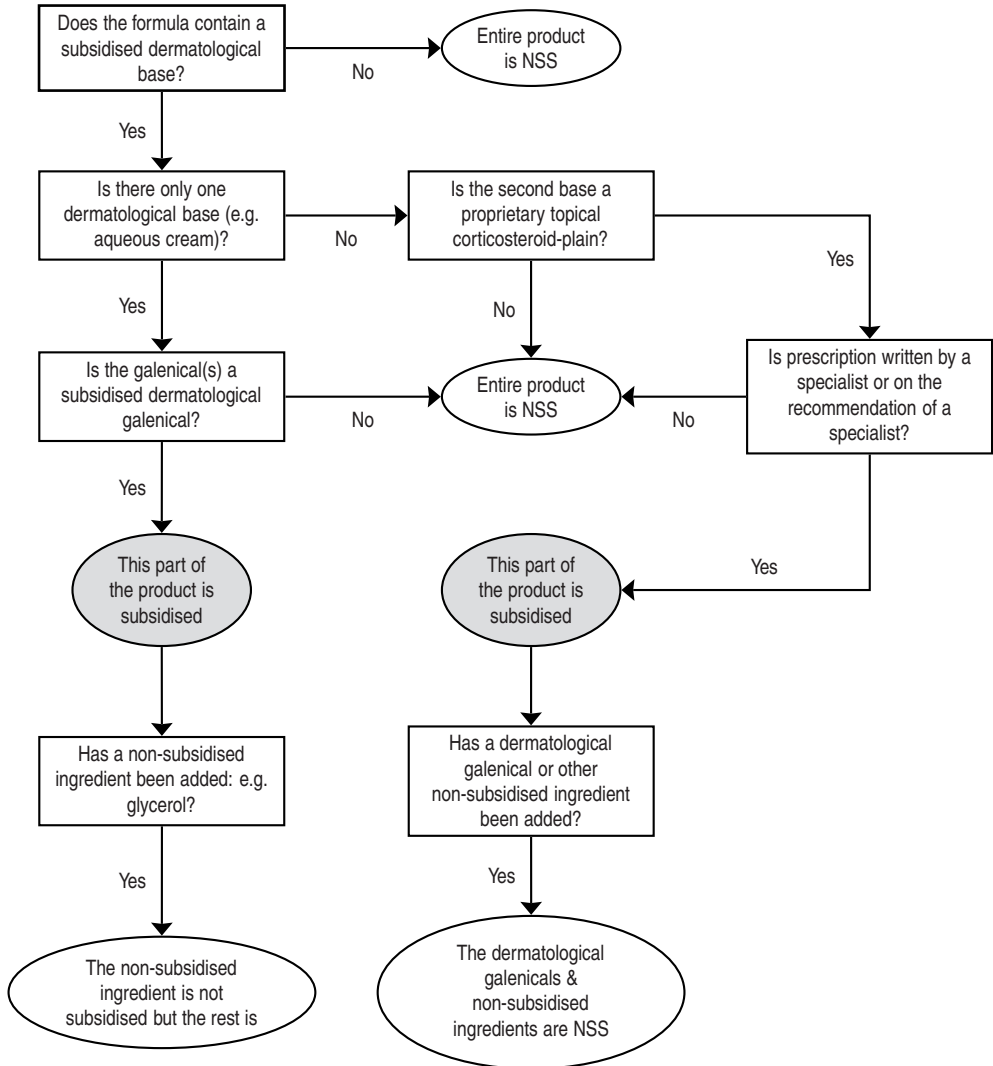 Does the formula contain a
subsidised dermatological
base?
No
Entire product
is NSS
Yes
Is there only one
dermatological base (e.g.
aqueous cream)?
No
Is the second base a
proprietary topical
corticosteroid-plain?
Yes
Yes
No
Is the galenical(s) a
subsidised dermatological
galenical?
No
Entire product
is NSS
No
Is prescription written by a
specialist or on the
recommendation of a
specialist?
Yes
This part of
the product is
subsidised
This part of
the product is
subsidised
Yes
Has a non-subsidised
ingredient been added: e.g.
glycerol?
Has a dermatological
galenical or other
non-subsidised ingredient
been added?
Yes
Yes
The non-subsidised
ingredient is not
subsidised but the rest is
The dermatological
galenicals &
non-subsidised
ingredients are NSS